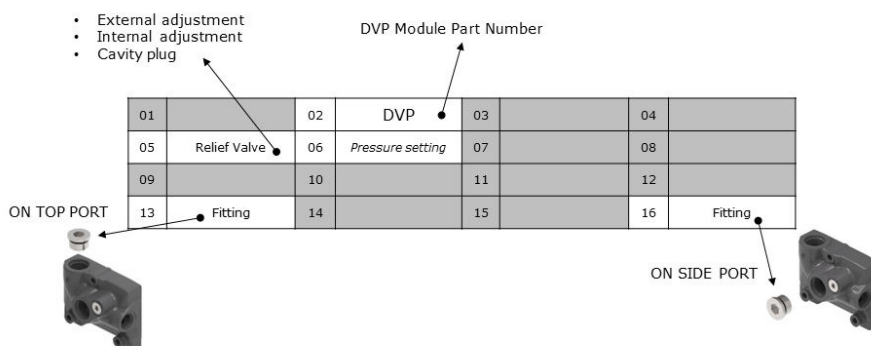 • External adjustment
• Internal adjustment
• Cavity plug
DVP Module Part Number
01 02 DVP 03 04
05 Relief Valve 06 Pressure setting 07 08
09 10 11 12
13 Fitting 14 15 16 Fitting
ON TOP PORT
ON SIDE PORT